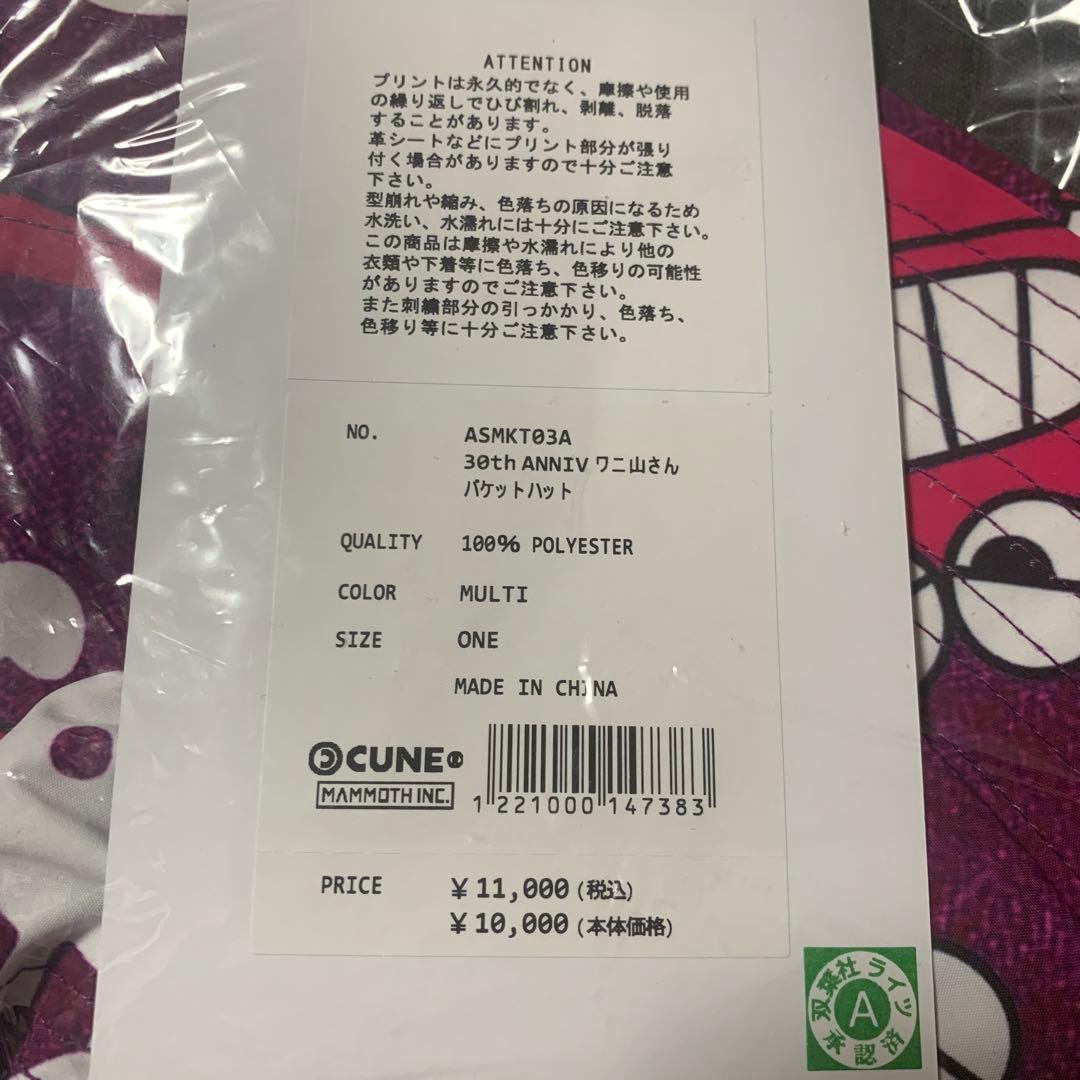 ATTENTION
プリントは永久的でなく、摩擦や使用
の繰り返しでひび割れ、剥離、脱落
することがあります。
革シートなどにプリント部分が張り
付く場合がありますので十分ご注意
下さい。
型崩れや縮み、色落ちの原因になるため
水洗い、水濡れには十分にご注意下さい。
この商品は摩擦や水濡れにより他の
衣類や下着等に色落ち、色移りの可能性
がありますのでご注意下さい。
また刺繍部分の引っかかり、色落ち、
色移り等に十分ご注意下さい。
NO. ASMKT03A
30th ANNIV ワニ山さん
バケットハット
QUALITY 100% POLYESTER
COLOR MULTI
SIZE ONE
MADE IN CHINA
CUNE
MAMMOTH INC.
1 221000 147383
PRICE ¥11,000 (税込)
¥10,000 (本体価格)
双葉社ライツ
A
承認済